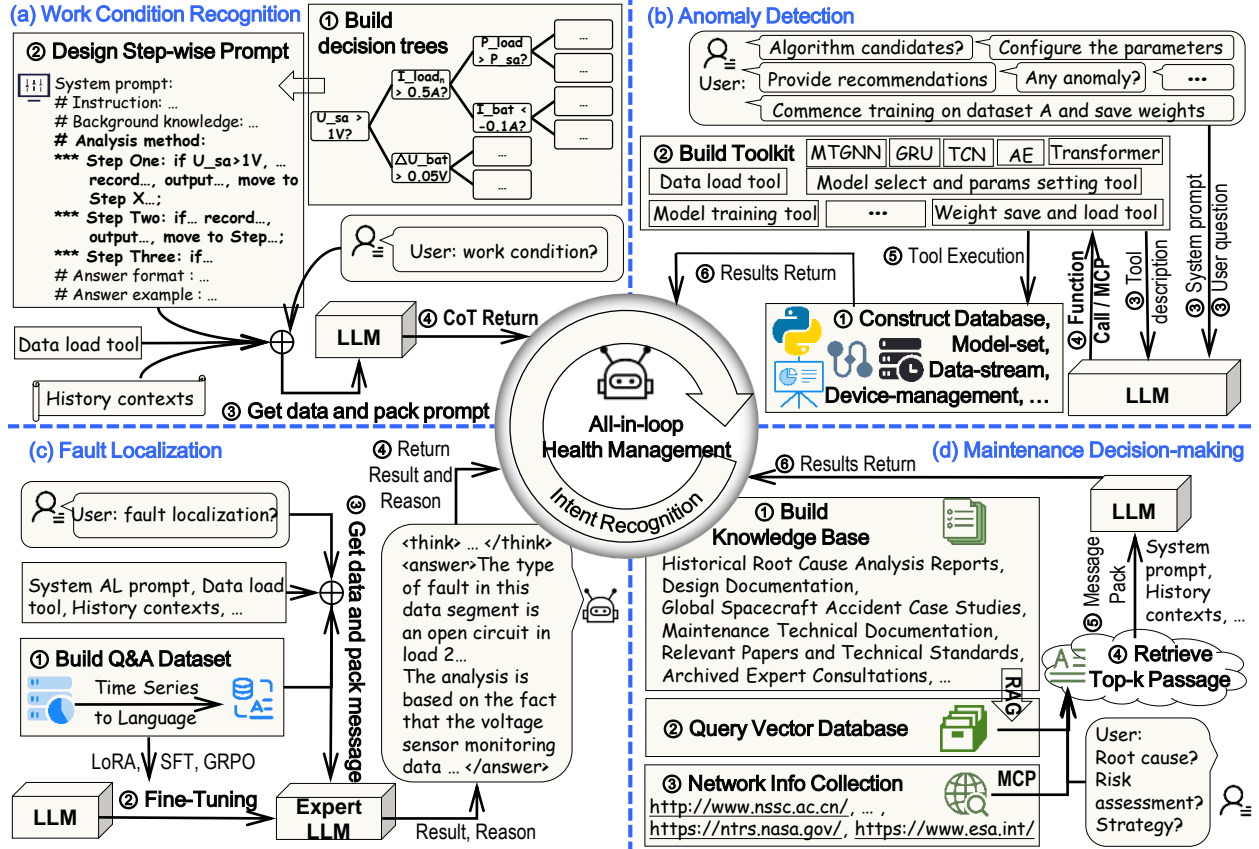 (a) Work Condition Recognition
② Design Step-wise Prompt
System prompt:
# Instruction: …
# Background knowledge: …
# Analysis method:
*** Step One: if U_sa>1V, …
record…, output…, move to
Step X…;
*** Step Two: if… record…,
output…, move to Step…;
*** Step Three: if…
# Answer format : …
# Answer example : …
① Build
decision trees
U_sa >
1V?
I_loadₙ
> 0.5A?
△U_bat
> 0.05V
P_load
> P_sa?
I_bat <
-0.1A?
…
…
…
…
…
…
User: work condition?
Data load tool
History contexts
LLM
③ Get data and pack prompt
④ CoT Return
(b) Anomaly Detection
User:
Algorithm candidates?
Configure the parameters
Provide recommendations
Any anomaly?
…
Commence training on dataset A and save weights
② Build Toolkit
MTGNN
GRU
TCN
AE
Transformer
Data load tool
Model select and params setting tool
Model training tool
…
Weight save and load tool
⑥ Results Return
⑤ Tool Execution
④ Function
Call / MCP
③ Tool
description
③ System prompt
③ User question
① Construct Database,
Model-set,
Data-stream,
Device-management, …
LLM
All-in-loop
Health Management
Intent Recognition
(c) Fault Localization
User: fault localization?
System AL prompt, Data load
tool, History contexts, …
① Build Q&A Dataset
Time Series
to Language
LoRA, SFT, GRPO
LLM
② Fine-Tuning
Expert
LLM
③ Get data and pack message
Result, Reason
④ Return
Result and
Reason
<think> … </think>
<answer>The type
of fault in this
data segment is
an open circuit in
load 2…
The analysis is
based on the fact
that the voltage
sensor monitoring
data … </answer>
(d) Maintenance Decision-making
⑥ Results Return
① Build
Knowledge Base
Historical Root Cause Analysis Reports,
Design Documentation,
Global Spacecraft Accident Case Studies,
Maintenance Technical Documentation,
Relevant Papers and Technical Standards,
Archived Expert Consultations, …
RAG
② Query Vector Database
③ Network Info Collection
MCP
http://www.nssc.ac.cn/, … ,
https://ntrs.nasa.gov/, https://www.esa.int/
LLM
⑤ Message
Pack
System
prompt,
History
contexts, …
④ Retrieve
Top-k Passage
User:
Root cause?
Risk
assessment?
Strategy?